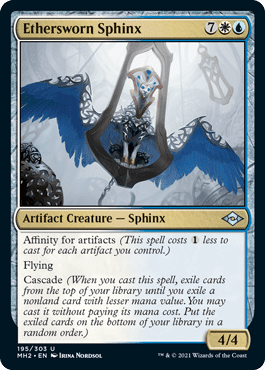 Ethersworn Sphinx 7
Artifact Creature — Sphinx
Affinity for artifacts (This spell costs 1 less to
cast for each artifact you control.)
Flying
Cascade (When you cast this spell, exile cards
from the top of your library until you exile a
nonland card with lesser mana value. You may
cast it without paying its mana cost. Put the
exiled cards on the bottom of your library in a
random order.)
4/4
195/303 U
MH2 • EN Irina Nordsol
™ & © 2021 Wizards of the Coast